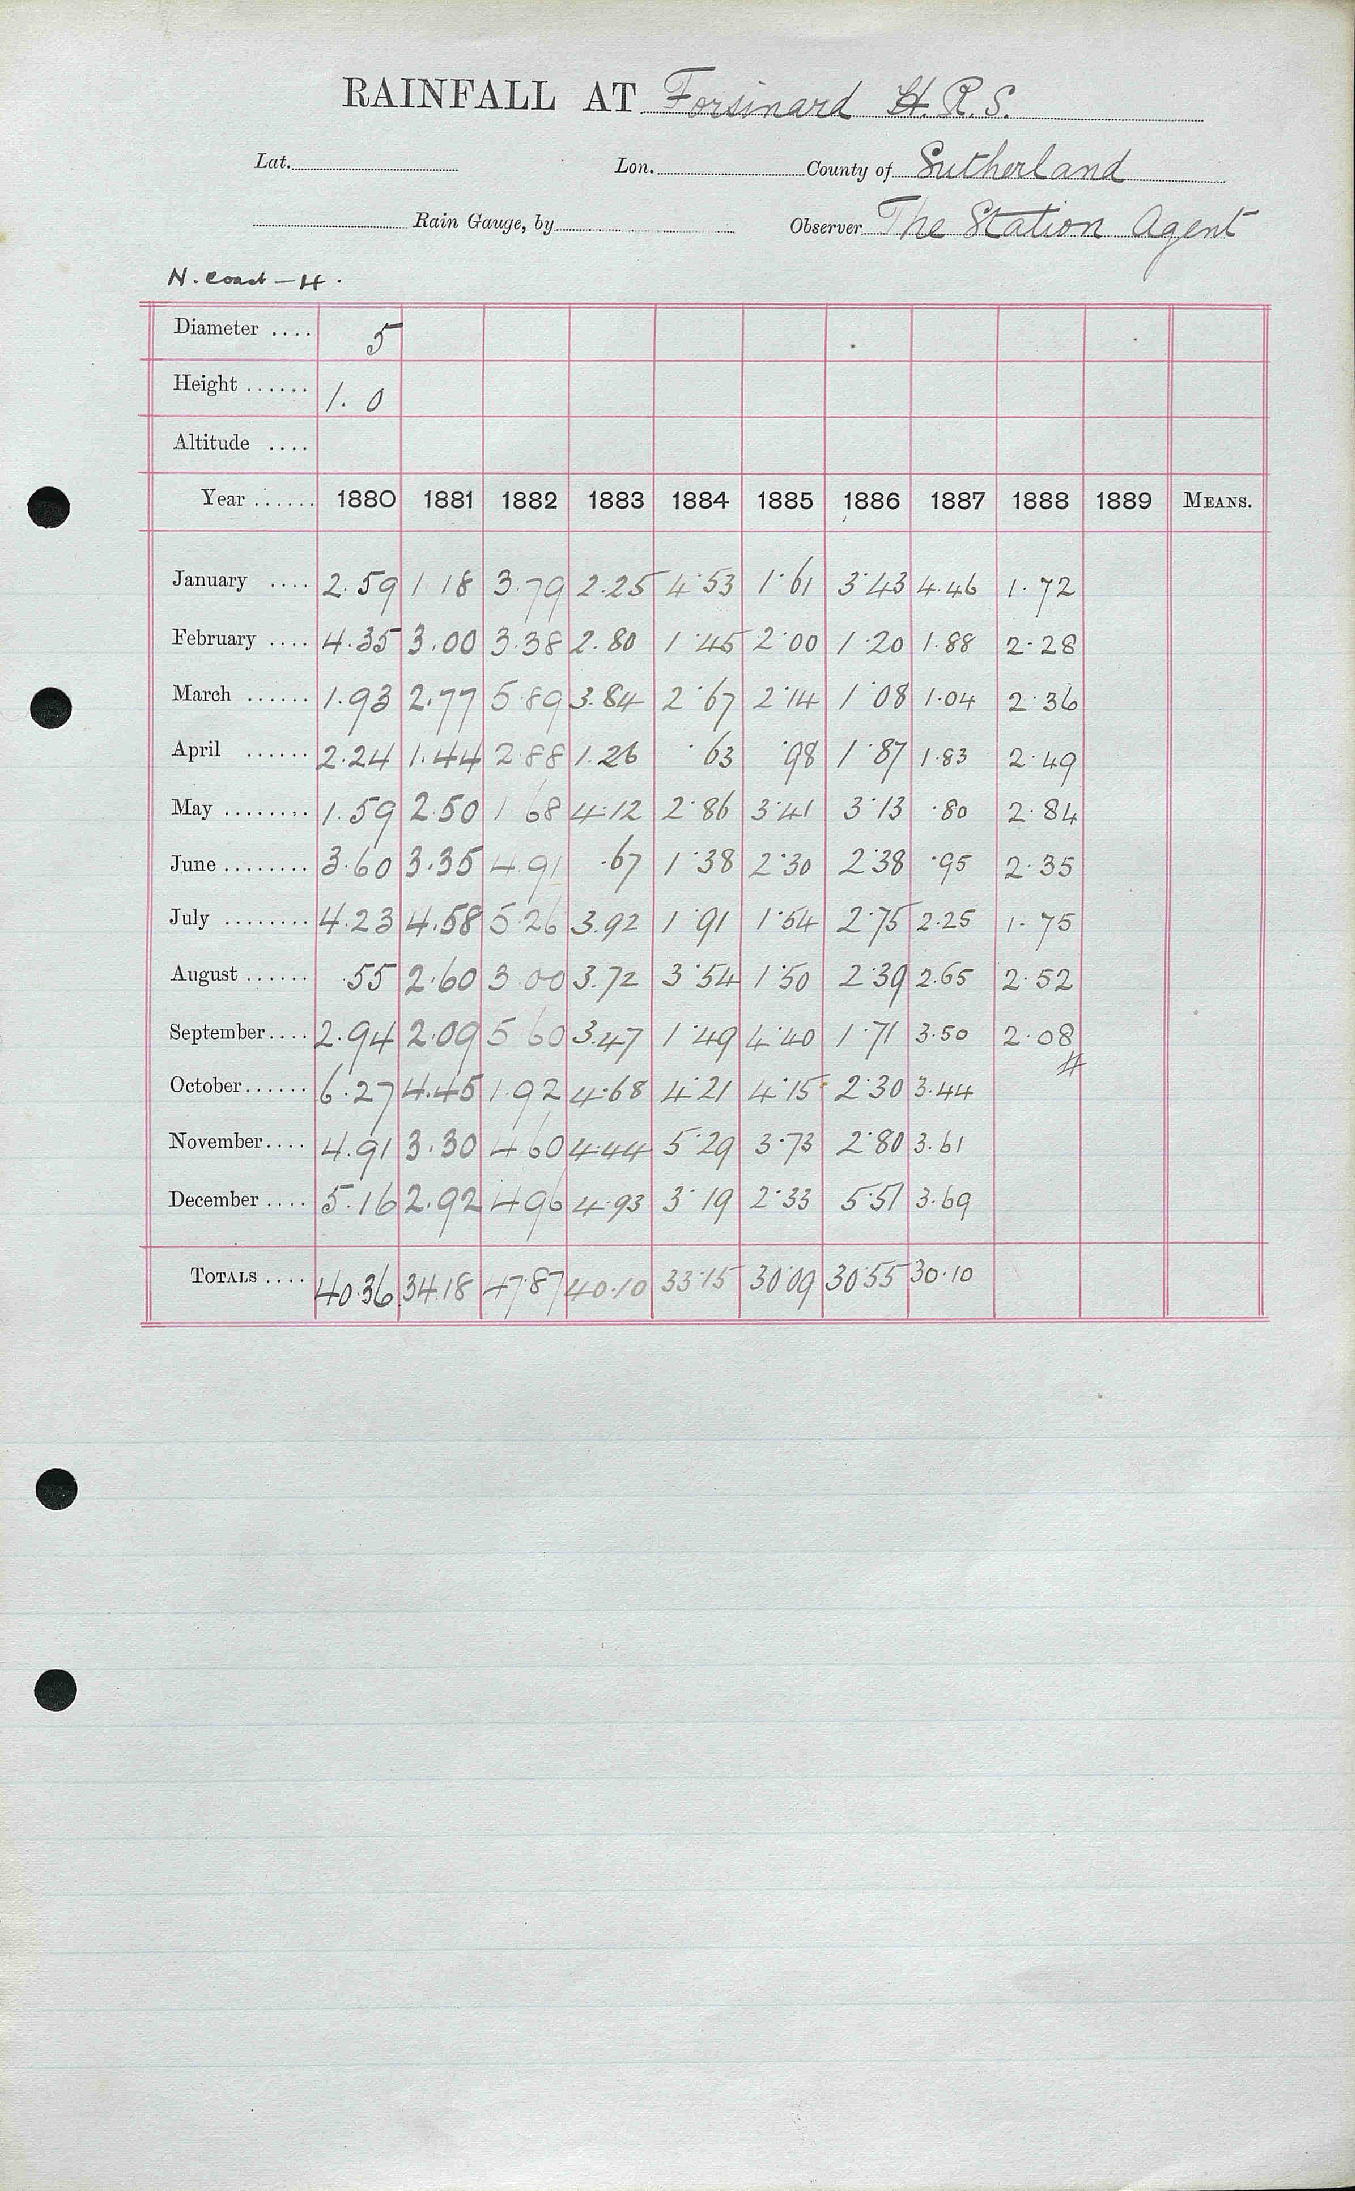 RAINFALL AT Forsinard H.R.S.
Lat. Lon. County of Sutherland
Rain Gauge, by Observer The Station Agent
N. Coast - H.
Diameter .... 5
Height ...... 1.0
Altitude ....
Year ...... 1880 1881 1882 1883 1884 1885 1886 1887 1888 1889 MEANS.
January .... 2.59 1.18 3.79 2.25 4.53 1.61 3.43 4.46 1.72
February .... 4.35 3.00 3.38 2.80 1.45 2.00 1.20 1.88 2.28
March ...... 1.93 2.77 5.89 3.84 2.67 2.14 1.08 1.04 2.36
April ...... 2.24 1.44 2.88 1.26 .63 .98 1.87 1.83 2.49
May ........ 1.59 2.50 1.68 4.12 2.86 3.41 3.13 .80 2.84
June ........ 3.60 3.35 4.91 .67 1.38 2.30 2.38 .95 2.35
July ........ 4.23 4.58 5.26 3.92 1.91 1.54 2.75 2.25 1.75
August ...... .55 2.60 3.00 3.72 3.54 1.50 2.39 2.65 2.52
September.... 2.94 2.09 5.60 3.47 1.49 4.40 1.71 3.50 2.08
October...... 6.27 4.45 1.92 4.68 4.21 4.15 2.30 3.44
November.... 4.91 3.30 4.60 4.44 5.29 3.73 2.80 3.61
December .... 5.16 2.92 4.96 4.93 3.19 2.33 5.51 3.69
TOTALS .... 40.36 34.18 47.87 40.10 33.15 30.09 30.55 30.10